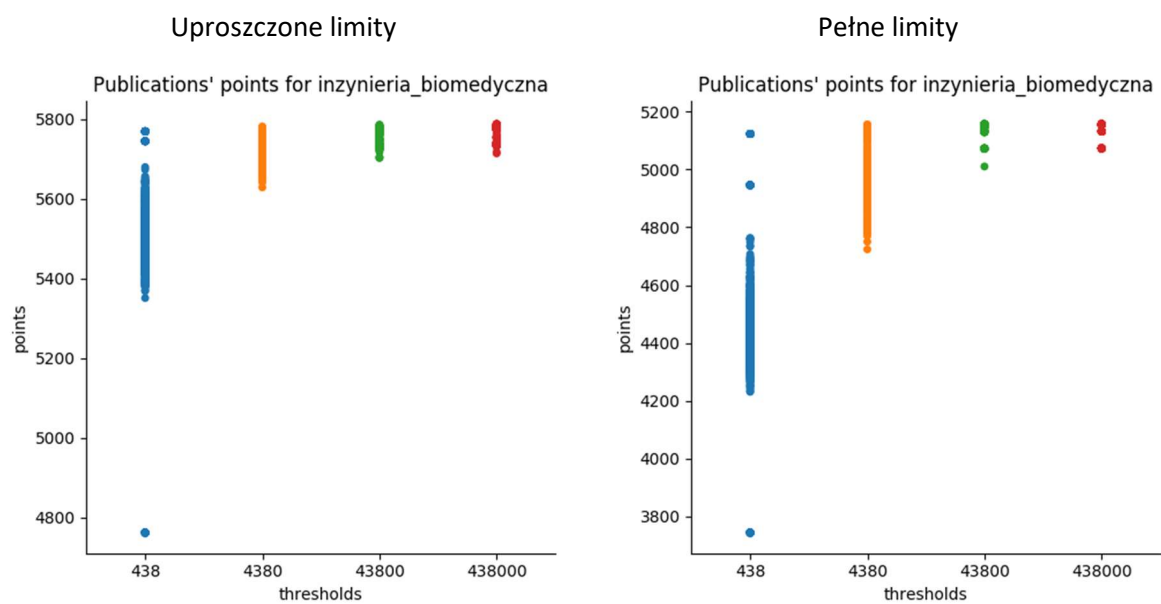 Uproszczone limity
Publications' points for inzynieria_biomedyczna
5800
5600
5400
5200
5000
4800
points
438
4380
43800
438000
thresholds
Pełne limity
Publications' points for inzynieria_biomedyczna
5200
5000
4800
4600
4400
4200
4000
3800
points
438
4380
43800
438000
thresholds